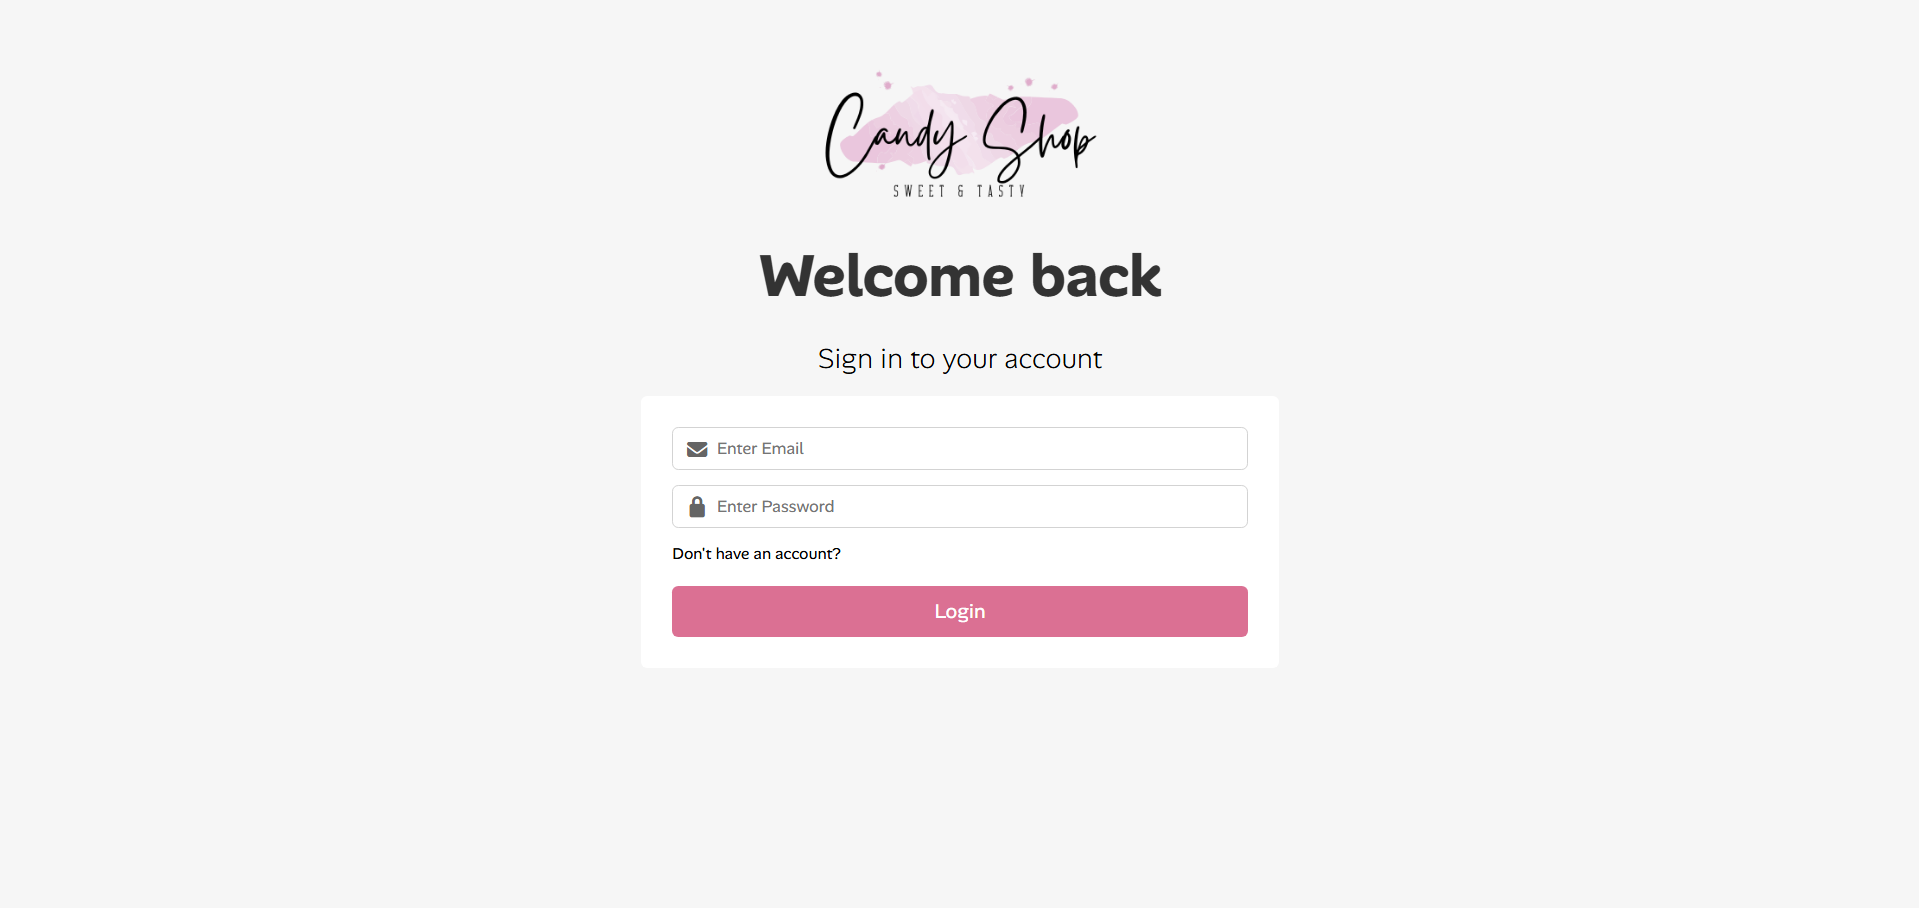 Candy Shop
SWEET & TASTY
Welcome back
Sign in to your account
Enter Email
Enter Password
Don't have an account?
Login